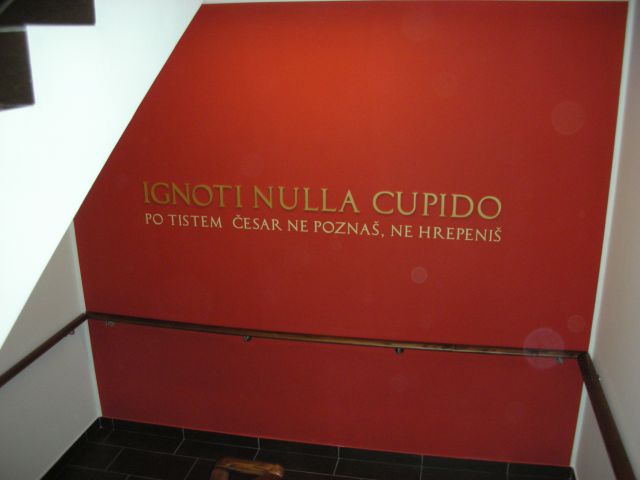 IGNOTI NULLA CUPIDO
PO TISTEM ČESAR NE POZNAŠ, NE HREPENIŠ